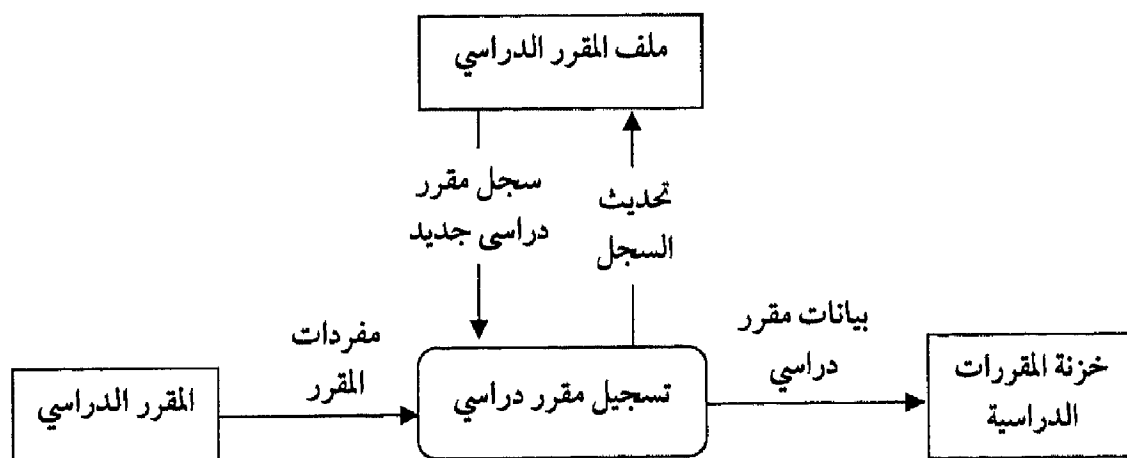 ملف المقرر الدراسي
سجل مقرر
دراسى جديد
تحديث
السجل
مفردات
المقرر
بيانات مقرر
دراسي
المقرر الدراسي
تسجيل مقرر دراسي
خزنة المقررات
الدراسية